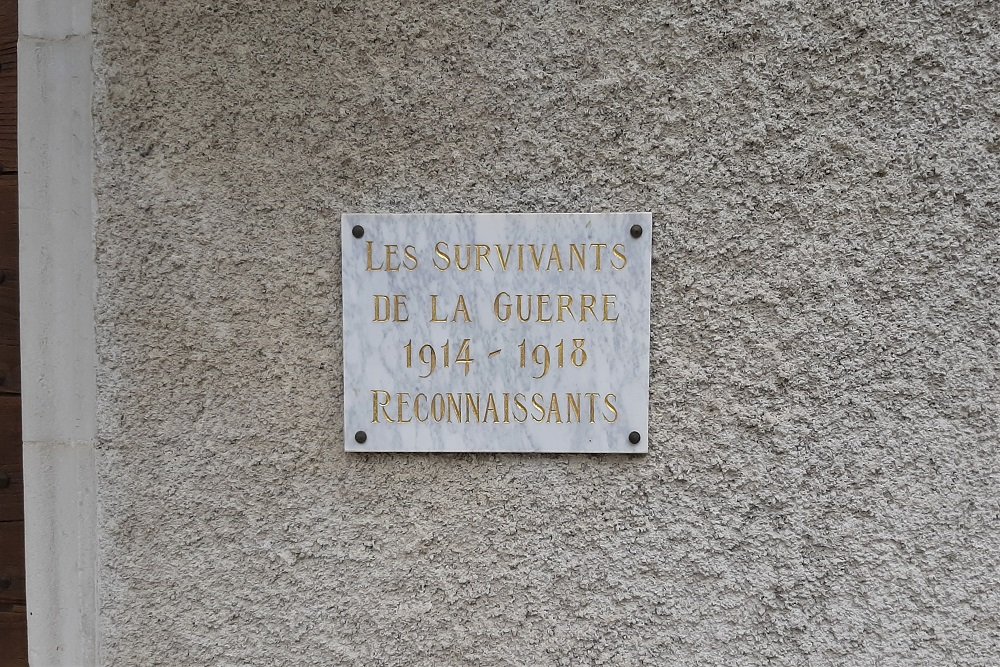 Les Survivants
de la Guerre
1914 - 1918
Reconnaissants